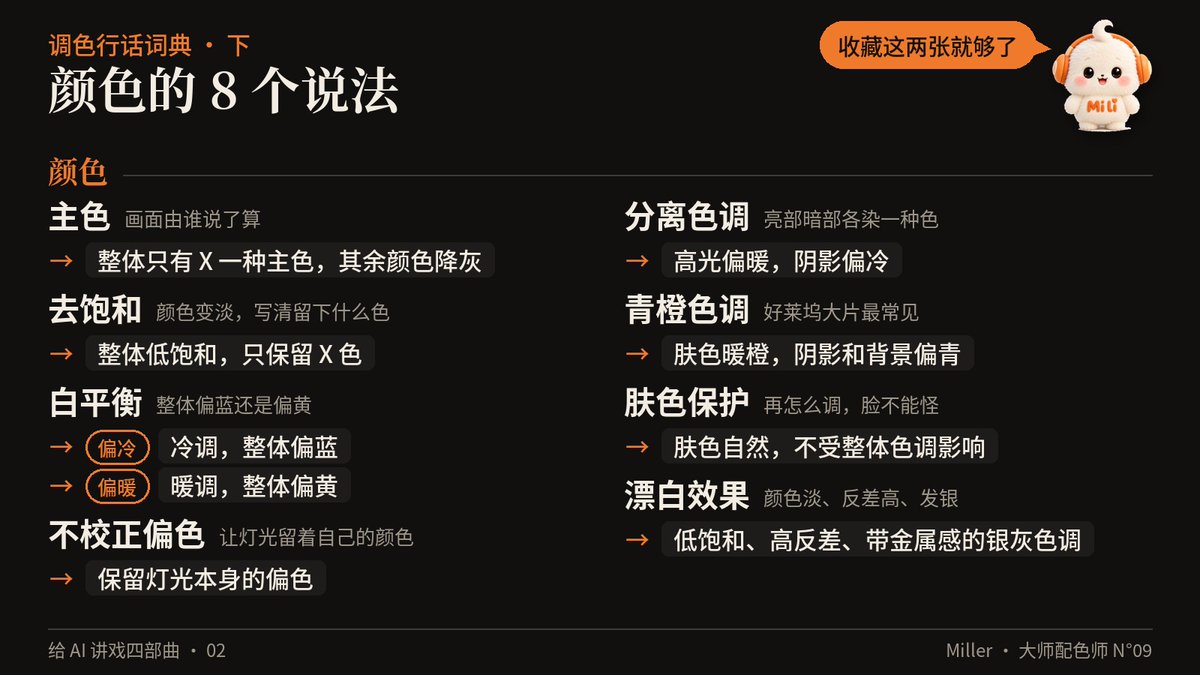 调色行话词典 · 下
颜色的 8 个说法
收藏这两张就够了
MiLi
颜色
主色 画面由谁说了算
→ 整体只有 X 一种主色，其余颜色降灰
去饱和 颜色变淡，写清留下什么色
→ 整体低饱和，只保留 X 色
白平衡 整体偏蓝还是偏黄
→ 偏冷 冷调，整体偏蓝
→ 偏暖 暖调，整体偏黄
不校正偏色 让灯光留着自己的颜色
→ 保留灯光本身的偏色
分离色调 亮部暗部各染一种色
→ 高光偏暖，阴影偏冷
青橙色调 好莱坞大片最常见
→ 肤色暖橙，阴影和背景偏青
肤色保护 再怎么调，脸不能怪
→ 肤色自然，不受整体色调影响
漂白效果 颜色淡、反差高、发银
→ 低饱和、高反差、带金属感的银灰色调
给 AI 讲戏四部曲 · 02
Miller · 大师配色师 N°09